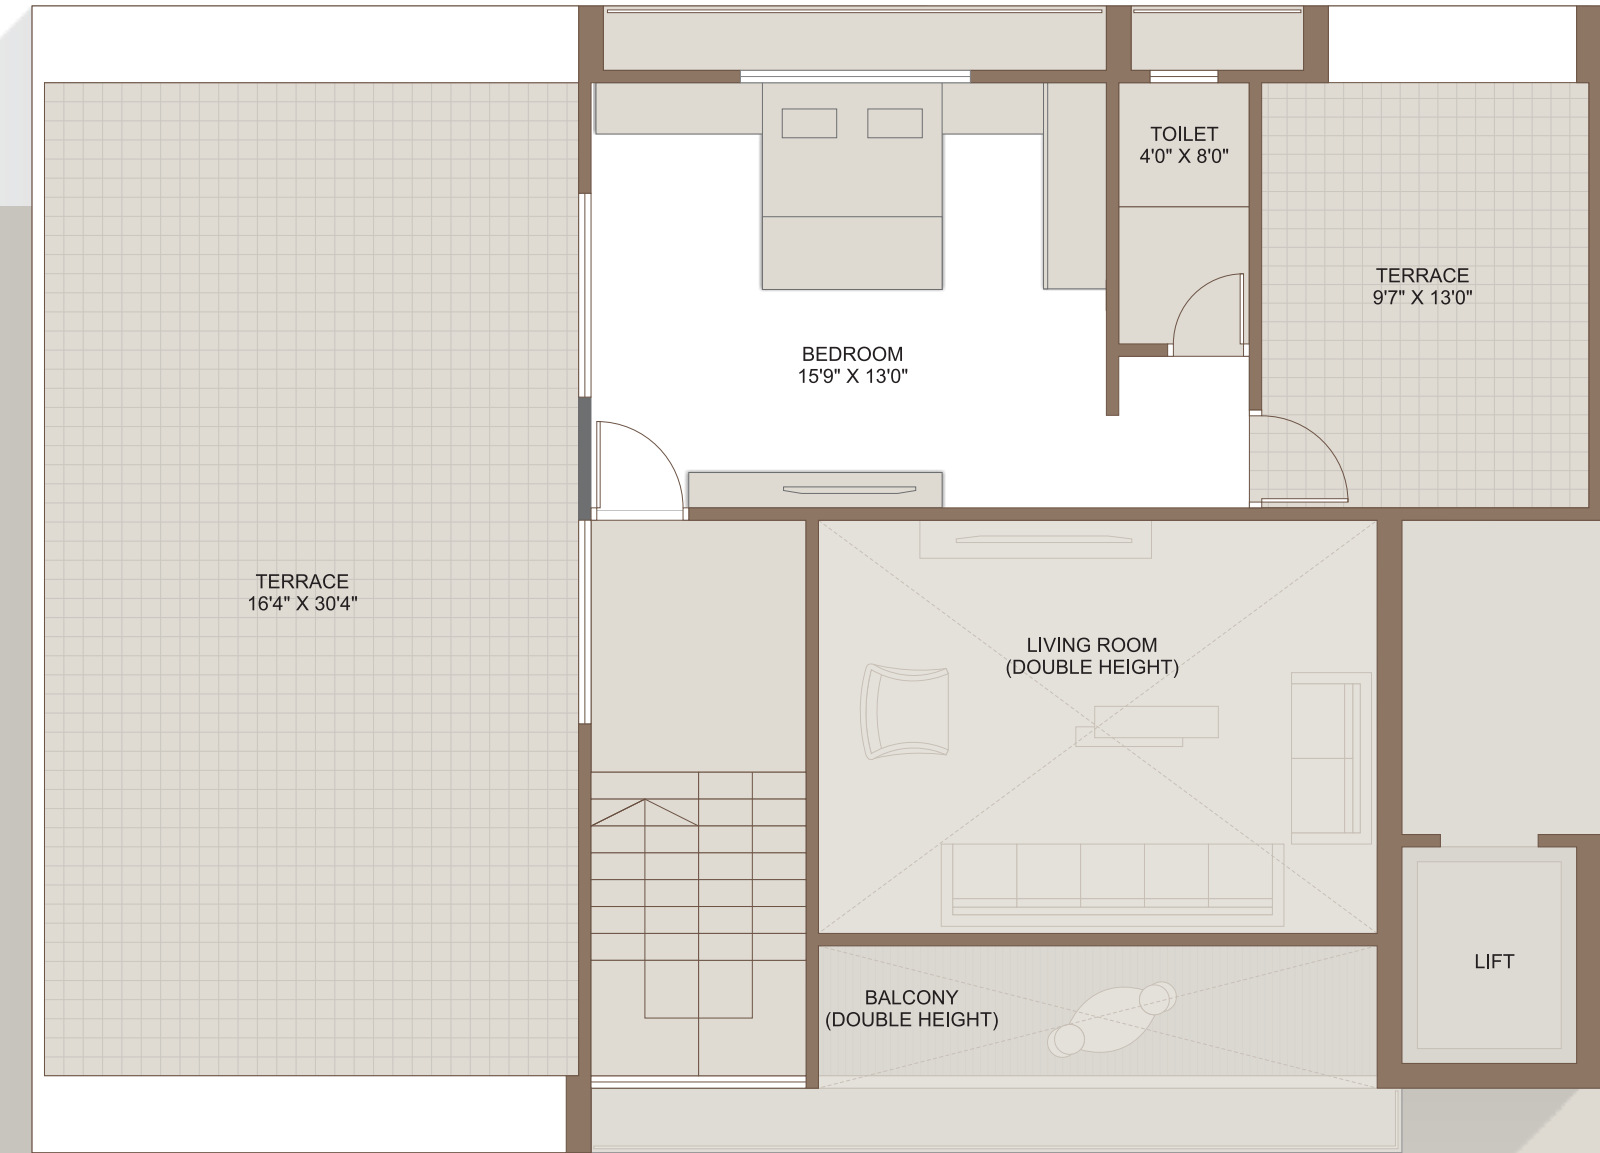 TOILET
4'0" X 8'0"
TERRACE
9'7" X 13'0"
BEDROOM
15'9" X 13'0"
TERRACE
16'4" X 30'4"
LIVING ROOM
(DOUBLE HEIGHT)
LIFT
BALCONY
(DOUBLE HEIGHT)